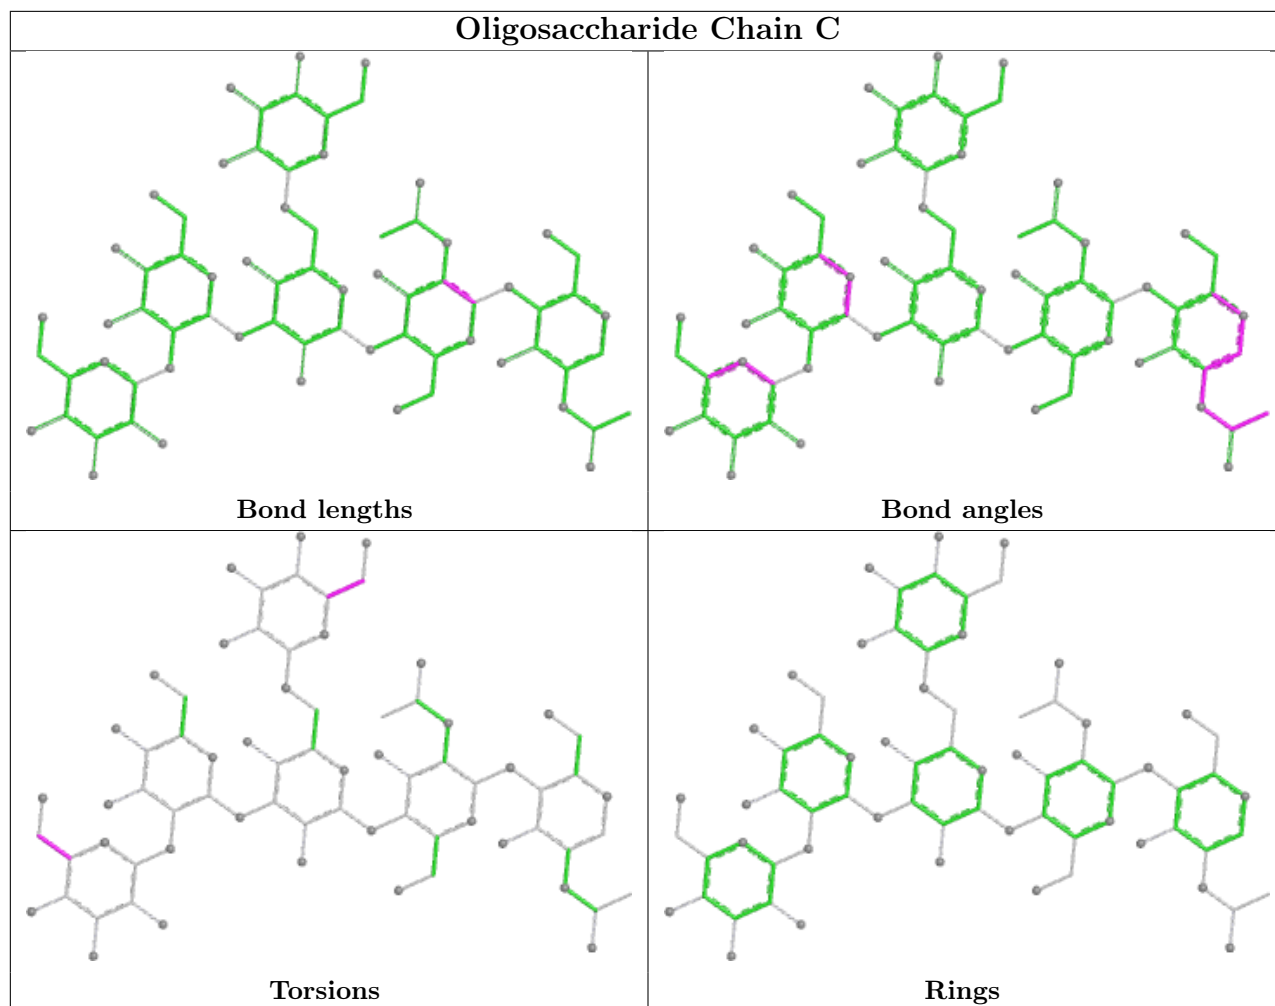 Oligosaccharide Chain C
Bond lengths
Bond angles
Torsions
Rings